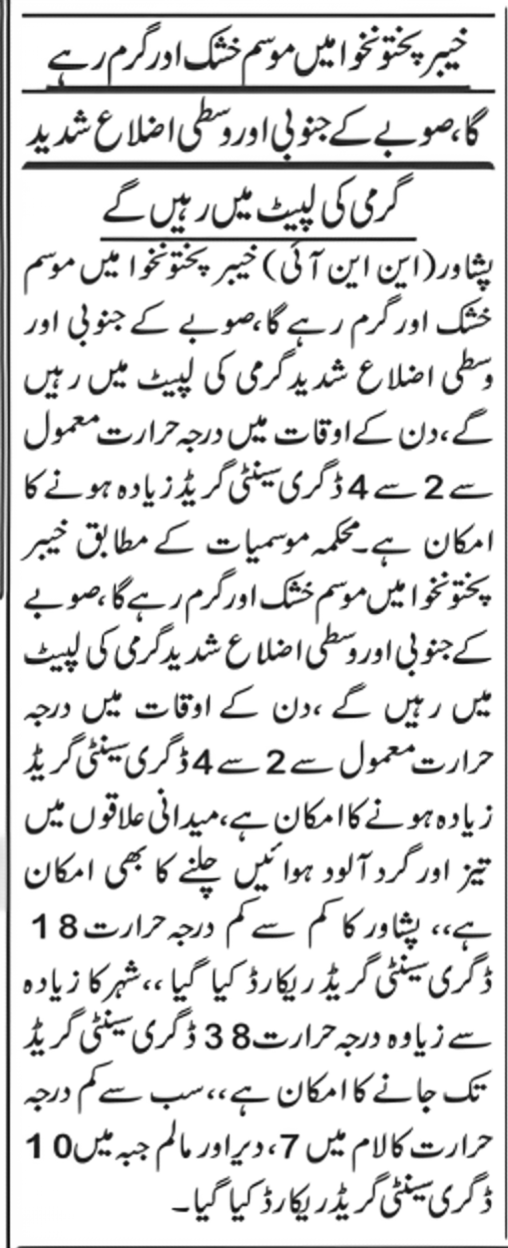 خیبر پختونخوا میں موسم خشک اور گرم رہے
گا،صوبے کے جنوبی اور وسطی اضلاع شدید
گرمی کی لپیٹ میں رہیں گے
پشاور(این این آئی)خیبر پختونخوا میں موسم
خشک اور گرم رہے گا،صوبے کے جنوبی اور
وسطی اضلاع شدید گرمی کی لپیٹ میں رہیں
گے،دن کے اوقات میں درجہ حرارت معمول
سے 2 سے 4 ڈگری سینٹی گریڈ زیادہ ہونے کا
امکان ہے۔محکمہ موسمیات کے مطابق خیبر
پختونخوا میں موسم خشک اور گرم رہے گا،صوبے
کے جنوبی اور وسطی اضلاع شدید گرمی کی لپیٹ
میں رہیں گے ،دن کے اوقات میں درجہ
حرارت معمول سے 2 سے 4 ڈگری سینٹی گریڈ
زیادہ ہونے کا امکان ہے،میدانی علاقوں میں
تیز اور گرد آلود ہوائیں چلنے کا بھی امکان
ہے،، پشاور کا کم سے کم درجہ حرارت 18
ڈگری سینٹی گریڈ ریکارڈ کیا گیا ،،شہر کا زیادہ
سے زیاوہ درجہ حرارت 38 ڈگری سینٹی گریڈ
تک جانے کا امکان ہے،،سب سے کم درجہ
حرارت کالام میں 7، دیر اور مالم جبہ میں 10
ڈگری سینٹی گریڈ ریکارڈ کیا گیا۔